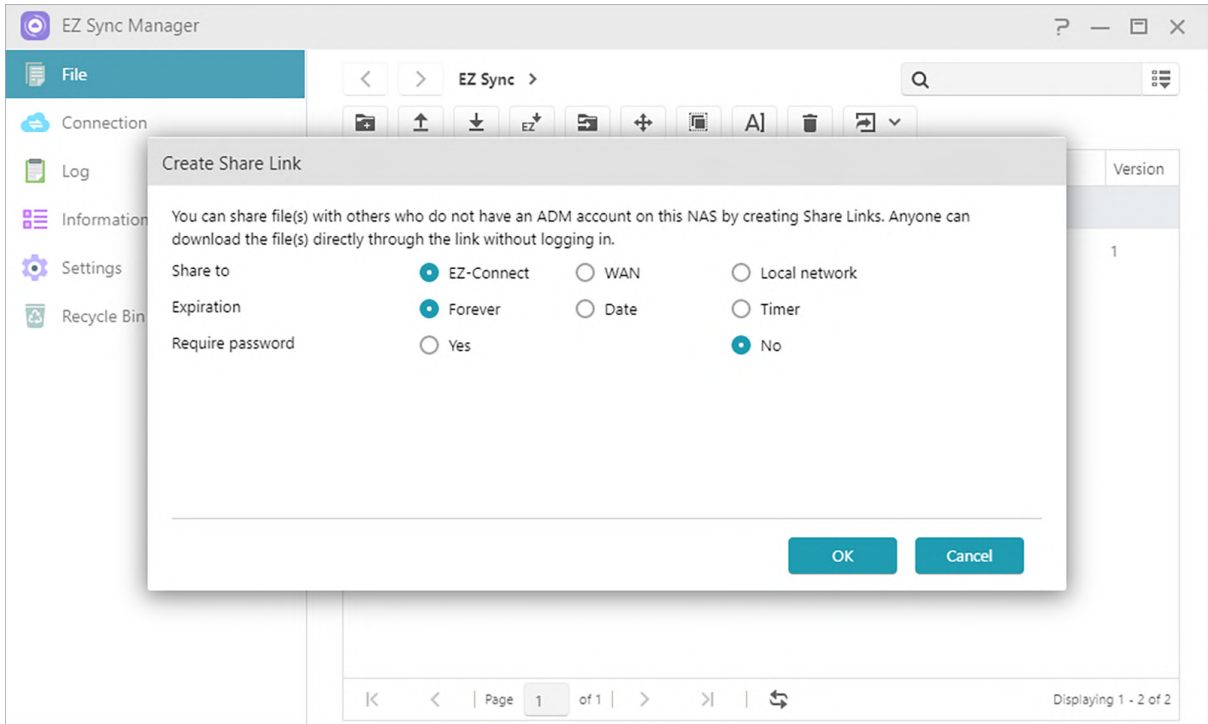 EZ Sync Manager
File
Connection
Log
Information
Settings
Recycle Bin
EZ Sync >
EZ
A]
Version
1
Create Share Link
You can share file(s) with others who do not have an ADM account on this NAS by creating Share Links. Anyone can
download the file(s) directly through the link without logging in.
Share to EZ-Connect WAN Local network
Expiration Forever Date Timer
Require password Yes No
OK Cancel
Page 1 of 1 Displaying 1 - 2 of 2